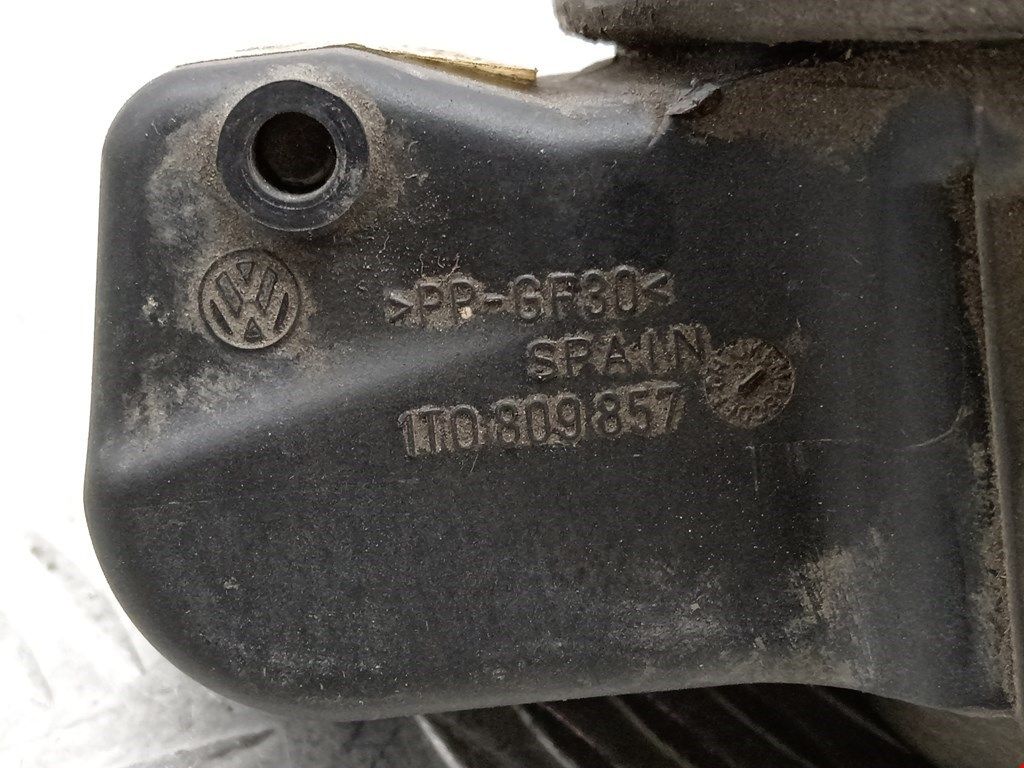 >PP-GF30<
SPAIN
1T0 809 857